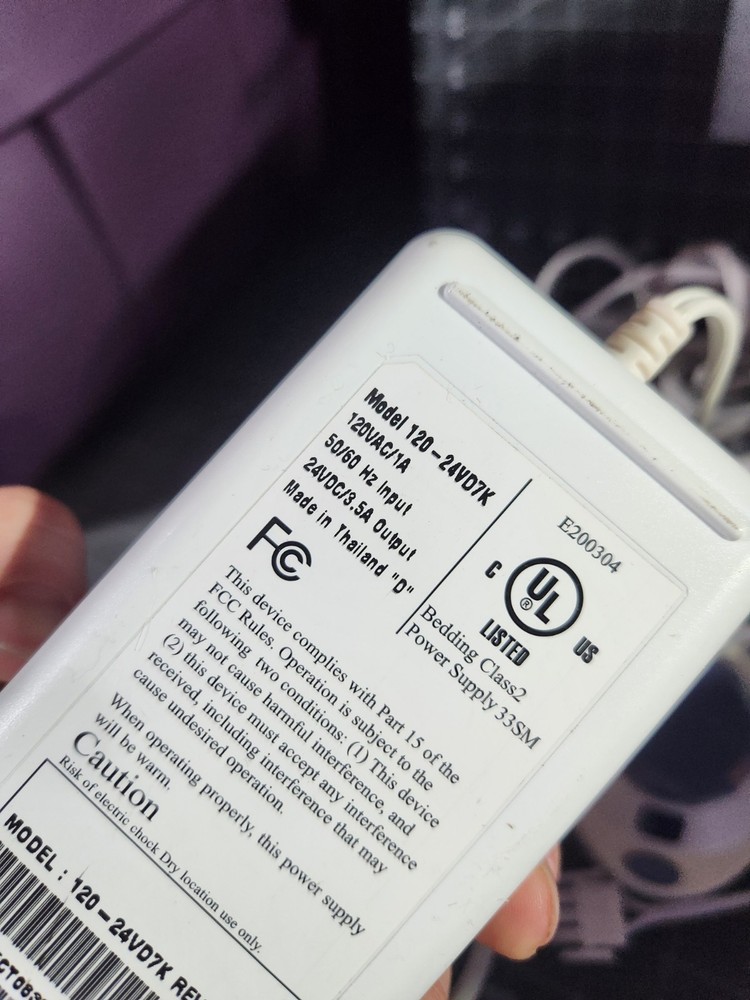 Model 120-24VD7K
120VAC/1A
50/60 Hz Input
24VDC/3.5A Output
Made in Thailand "D"
FC
E200304
C UL US
®
LISTED
Bedding Class2
Power Supply 33SM
This device complies with Part 15 of the
FCC Rules. Operation is subject to the
following two conditions: (1) This device
may not cause harmful interference, and
(2) this device must accept any interference
received, including interference that may
cause undesired operation.
When operating properly, this power supply
will be warm.
Caution
Risk of electric chock Dry location use only.
MODEL : 120-24VD7K REV